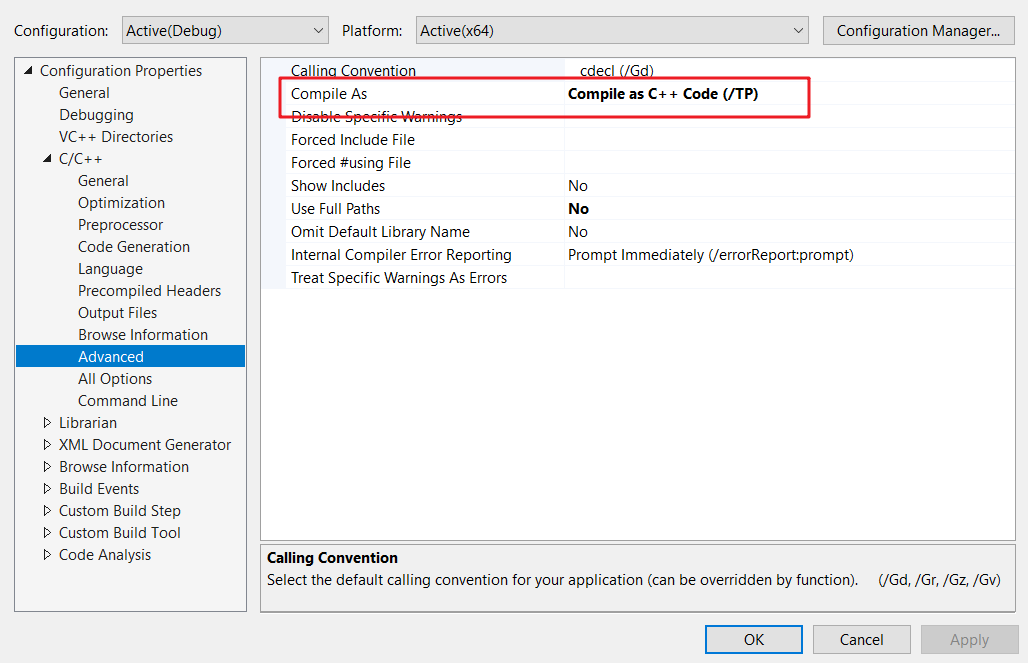 Configuration: Active(Debug) Platform: Active(x64) Configuration Manager...
Configuration Properties
General
Debugging
VC++ Directories
C/C++
General
Optimization
Preprocessor
Code Generation
Language
Precompiled Headers
Output Files
Browse Information
Advanced
All Options
Command Line
Librarian
XML Document Generator
Browse Information
Build Events
Custom Build Step
Custom Build Tool
Code Analysis
Calling Convention __cdecl (/Gd)
Compile As Compile as C++ Code (/TP)
Disable Specific Warnings
Forced Include File
Forced #using File
Show Includes No
Use Full Paths No
Omit Default Library Name No
Internal Compiler Error Reporting Prompt Immediately (/errorReport:prompt)
Treat Specific Warnings As Errors
Calling Convention
Select the default calling convention for your application (can be overridden by function). (/Gd, /Gr, /Gz, /Gv)
OK Cancel Apply